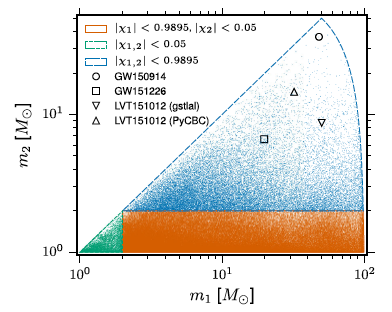 |χ₁| < 0.9895, |χ₂| < 0.05
|χ₁,₂| < 0.05
|χ₁,₂| < 0.9895
GW150914
GW151226
LVT151012 (gstlal)
LVT151012 (PyCBC)
m₂ [M⊙]
10¹
10⁰
10⁰ 10¹ 10²
m₁ [M⊙]